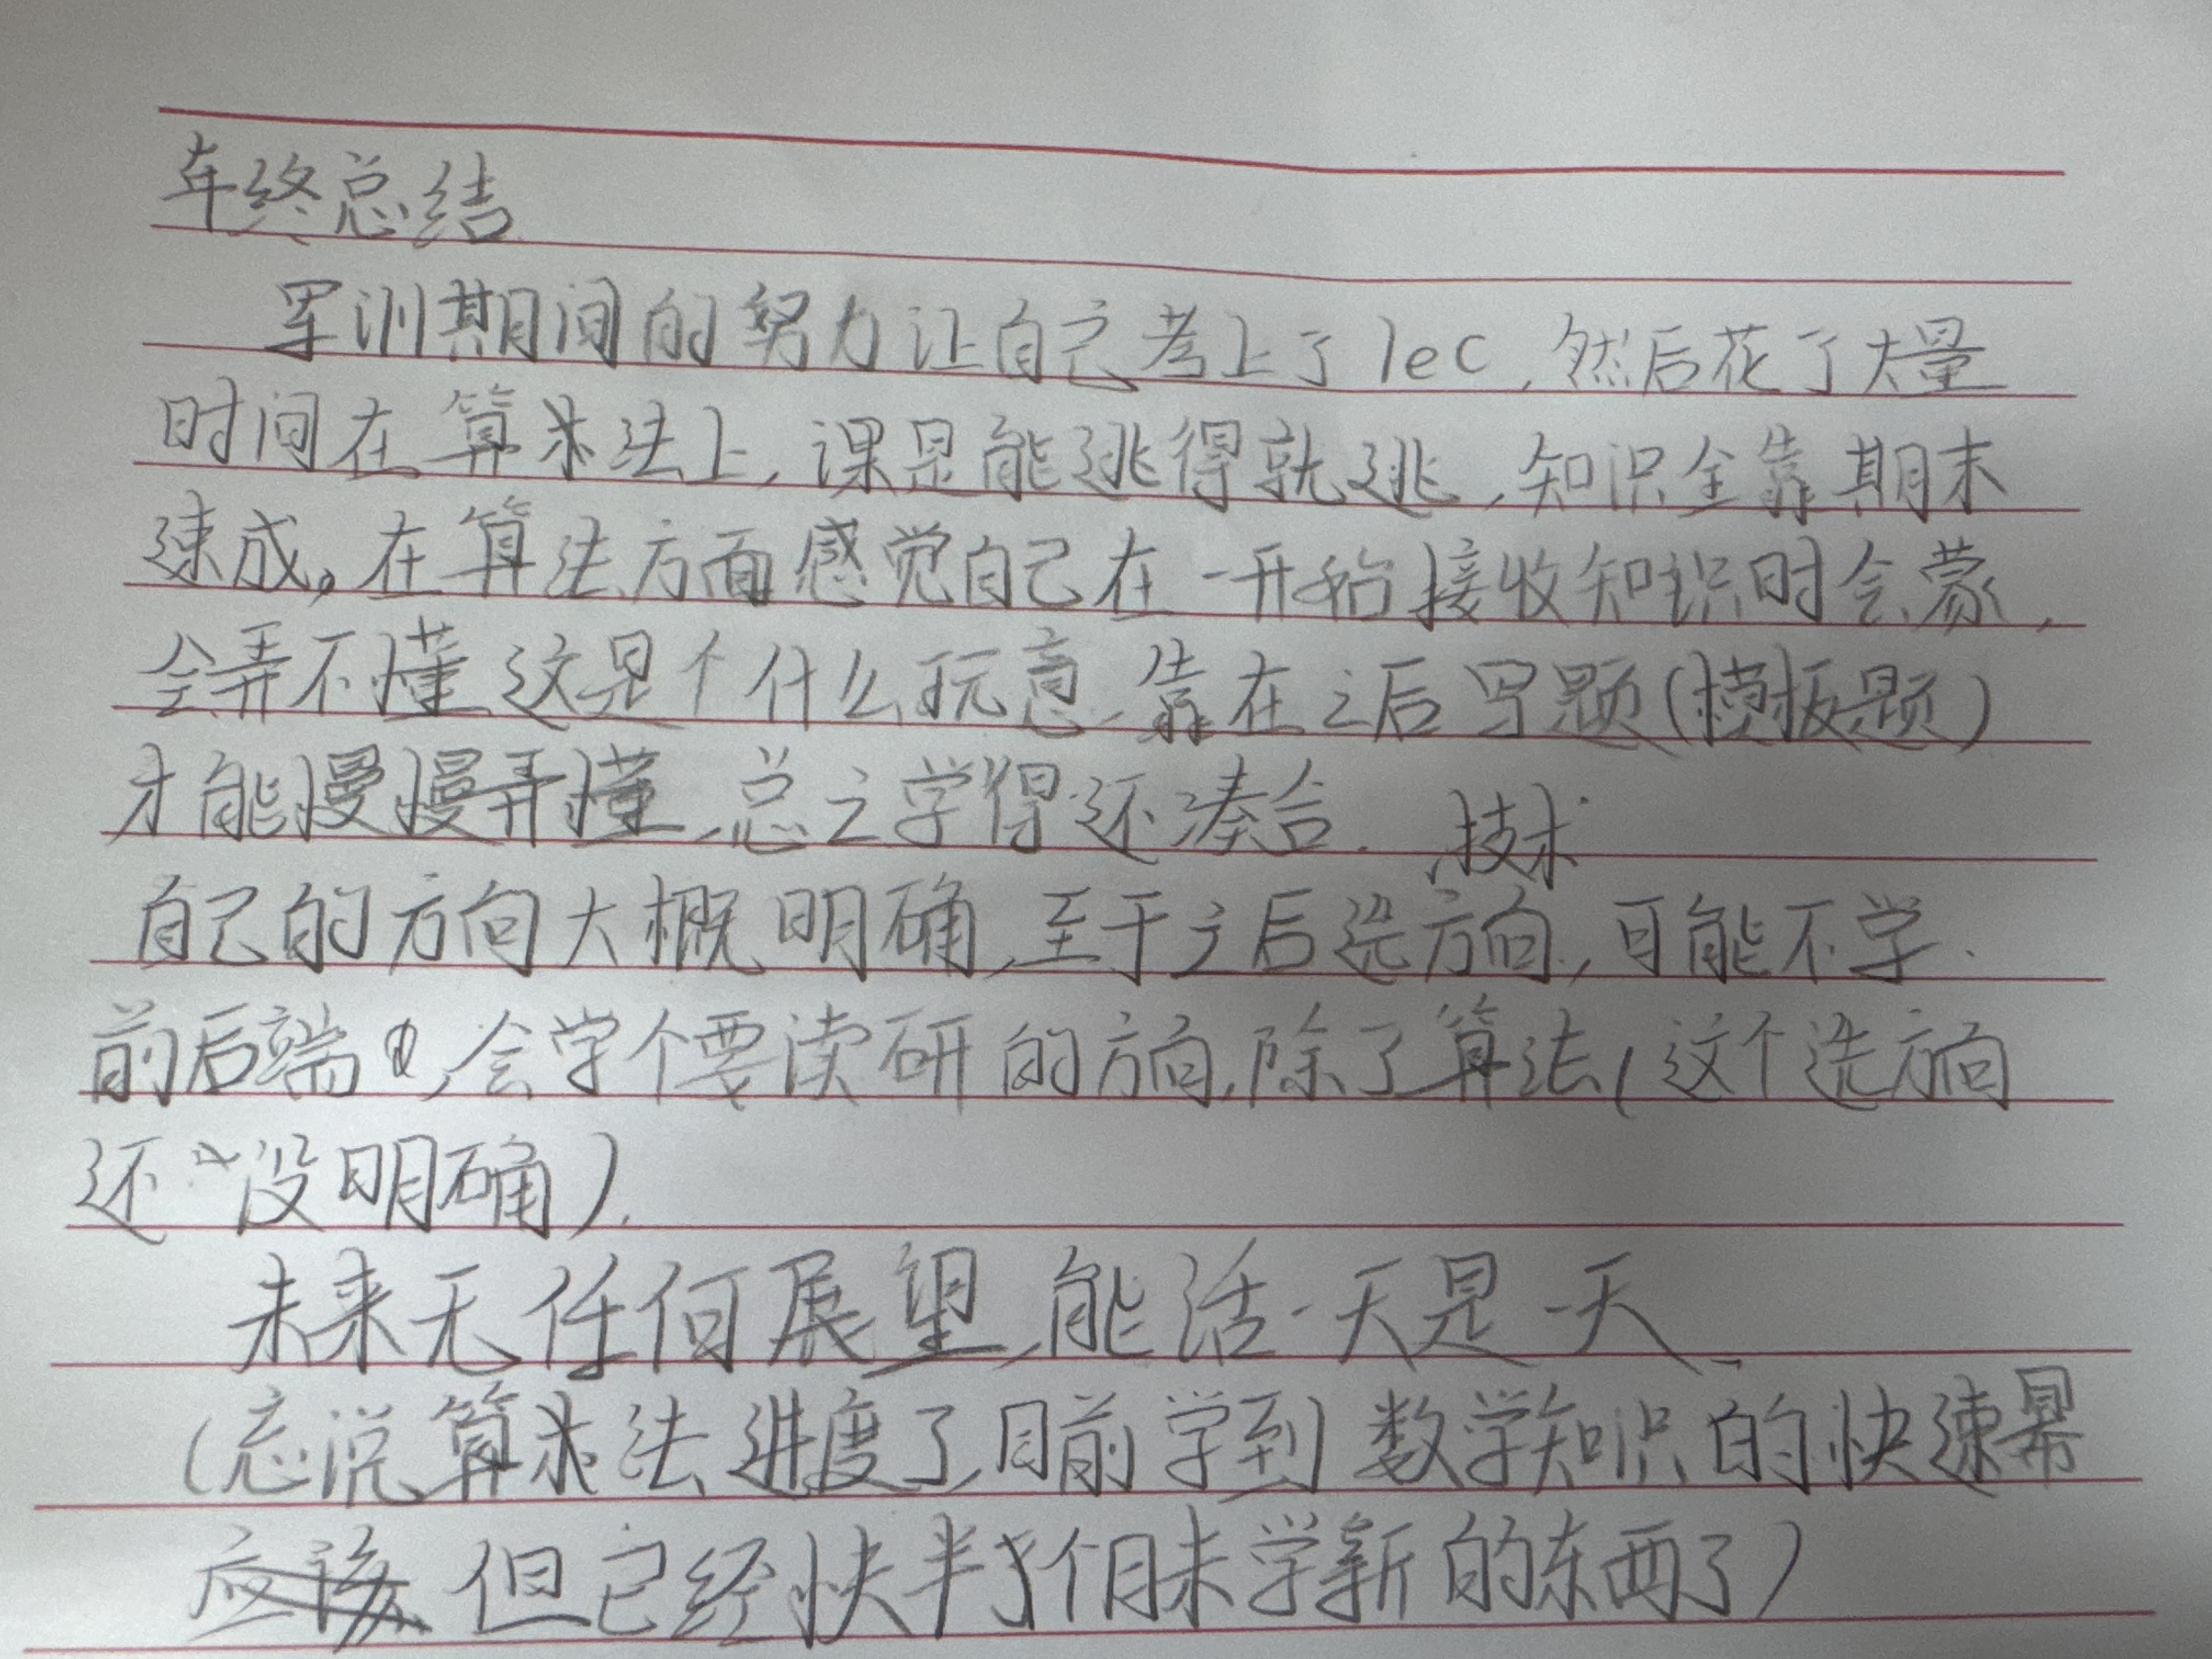 年终总结
军训期间的努力让自己考上了1eC,然后花了大量
时间在算术法上,课是能逃得就逃,知识全靠期末
速成。在算法方面感觉自己在一开始接收知识时会蒙,
会弄不懂这是个什么玩意,靠在之后写题(模板题)
才能慢慢弄懂,总之学得还凑合.
技术
自己的方向大概明确,至于之后选方向,可能不学
前后端,会学个要读研的方向,除了算法(这个选方向
还没明确).
未来无任何展望,能活一天是一天.
(忘说算术法进度了,目前学到数学知识的快速幂
应该 但已经快半个月未学新的东西了)